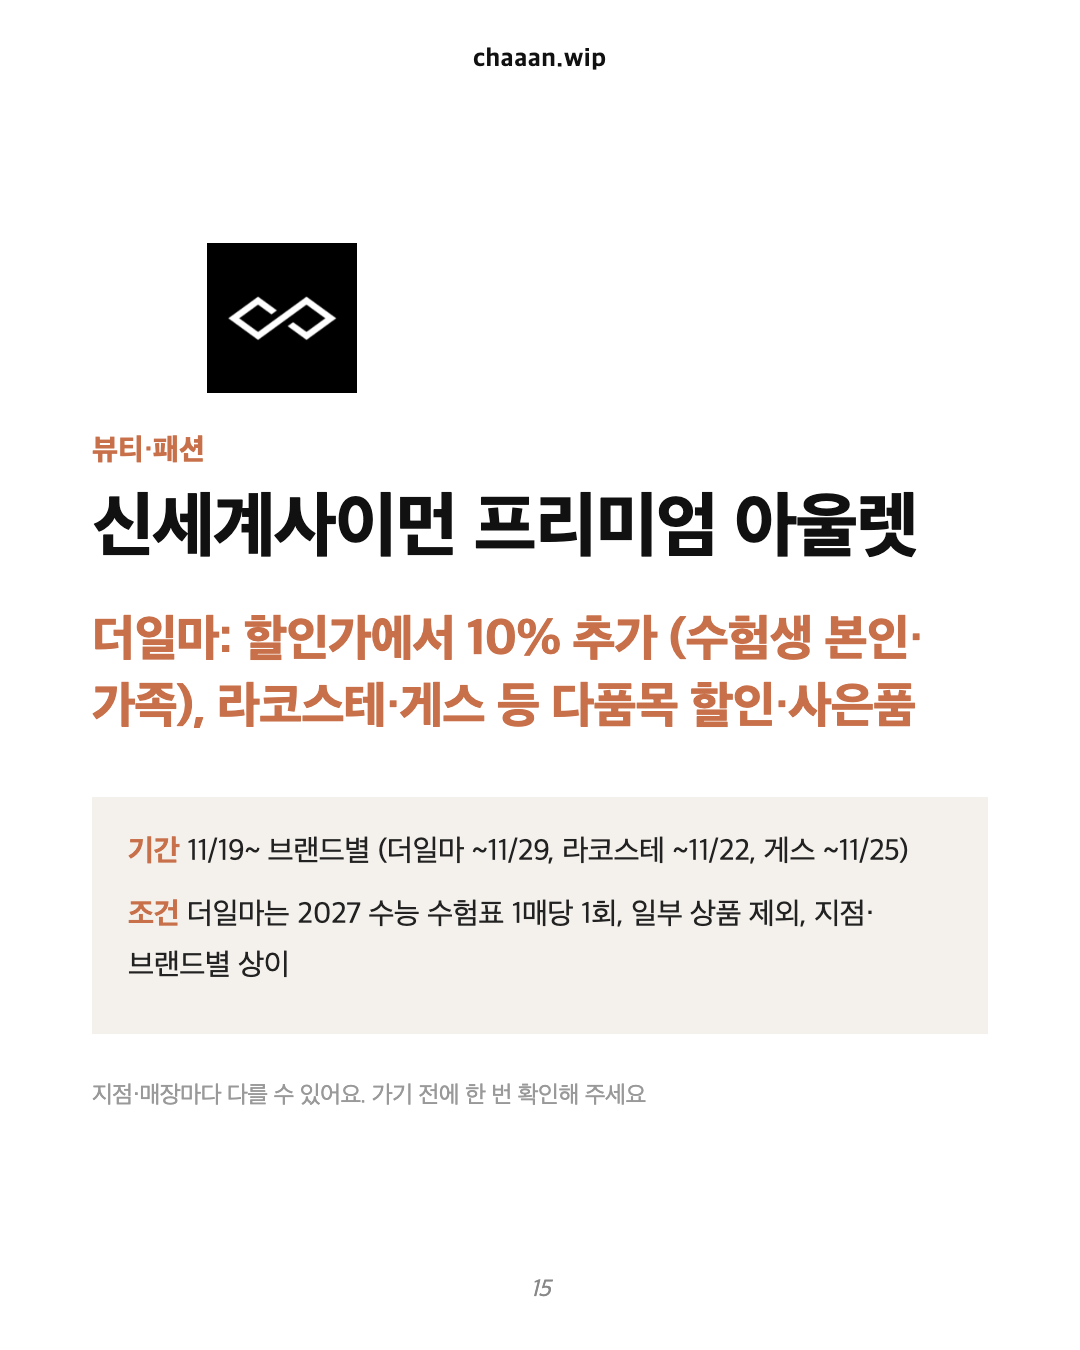 chaaan.wip
뷰티·패션
신세계사이먼 프리미엄 아울렛
더일마: 할인가에서 10% 추가 (수험생 본인·
가족), 라코스테·게스 등 다품목 할인·사은품
기간 11/19~ 브랜드별 (더일마 ~11/29, 라코스테 ~11/22, 게스 ~11/25)
조건 더일마는 2027 수능 수험표 1매당 1회, 일부 상품 제외, 지점·
브랜드별 상이
지점·매장마다 다를 수 있어요. 가기 전에 한 번 확인해 주세요
15